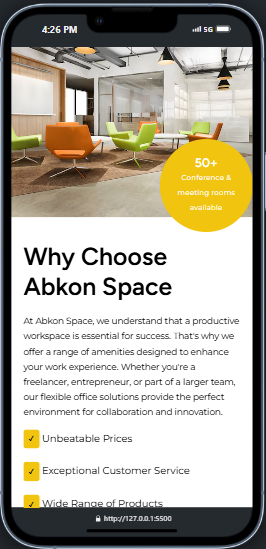 4:26 PM
5G
50+
Conference &
meeting rooms
available
Why Choose
Abkon Space
At Abkon Space, we understand that a productive
workspace is essential for success. That's why we
offer a range of amenities designed to enhance
your work experience. Whether you're a
freelancer, entrepreneur, or part of a larger team,
our flexible office solutions provide the perfect
environment for collaboration and innovation.
✓ Unbeatable Prices
✓ Exceptional Customer Service
✓ Wide Range of Products
http://127.0.0.1:5500